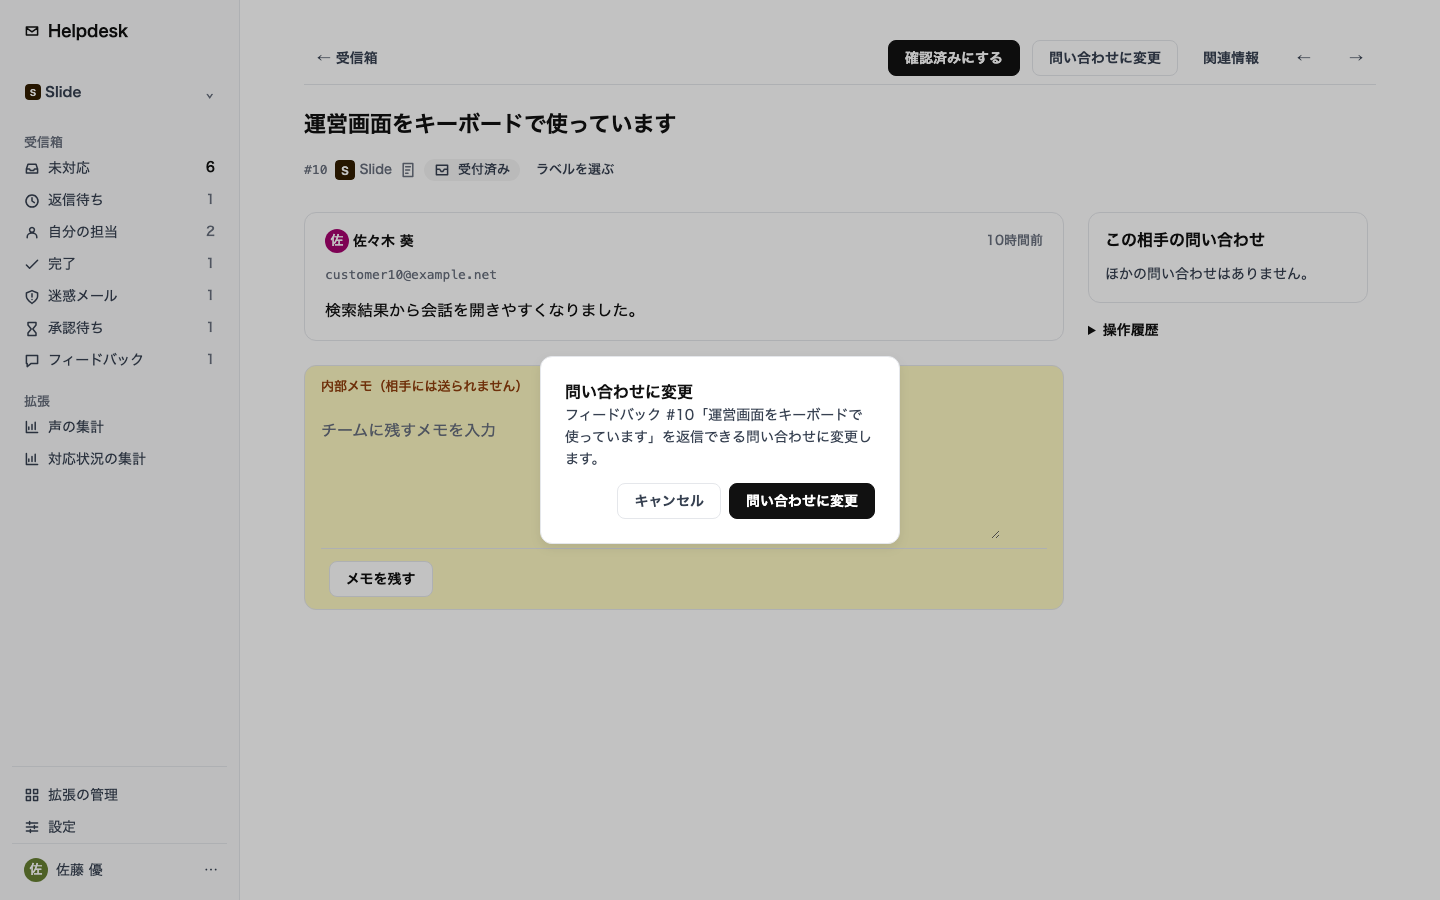 Helpdesk
S Slide
受信箱
未対応 6
返信待ち 1
自分の担当 2
完了 1
迷惑メール 1
承認待ち 1
フィードバック 1
拡張
声の集計
対応状況の集計
拡張の管理
設定
佐 佐藤 優 …
← 受信箱
確認済みにする
問い合わせに変更
関連情報
←
→
運営画面をキーボードで使っています
#10 S Slide 受付済み ラベルを選ぶ
佐 佐々木 葵 10時間前
customer10@example.net
検索結果から会話を開きやすくなりました。
この相手の問い合わせ
ほかの問い合わせはありません。
▶ 操作履歴
内部メモ（相手には送られません）
チームに残すメモを入力
メモを残す
問い合わせに変更
フィードバック #10「運営画面をキーボードで
使っています」を返信できる問い合わせに変更し
ます。
キャンセル
問い合わせに変更